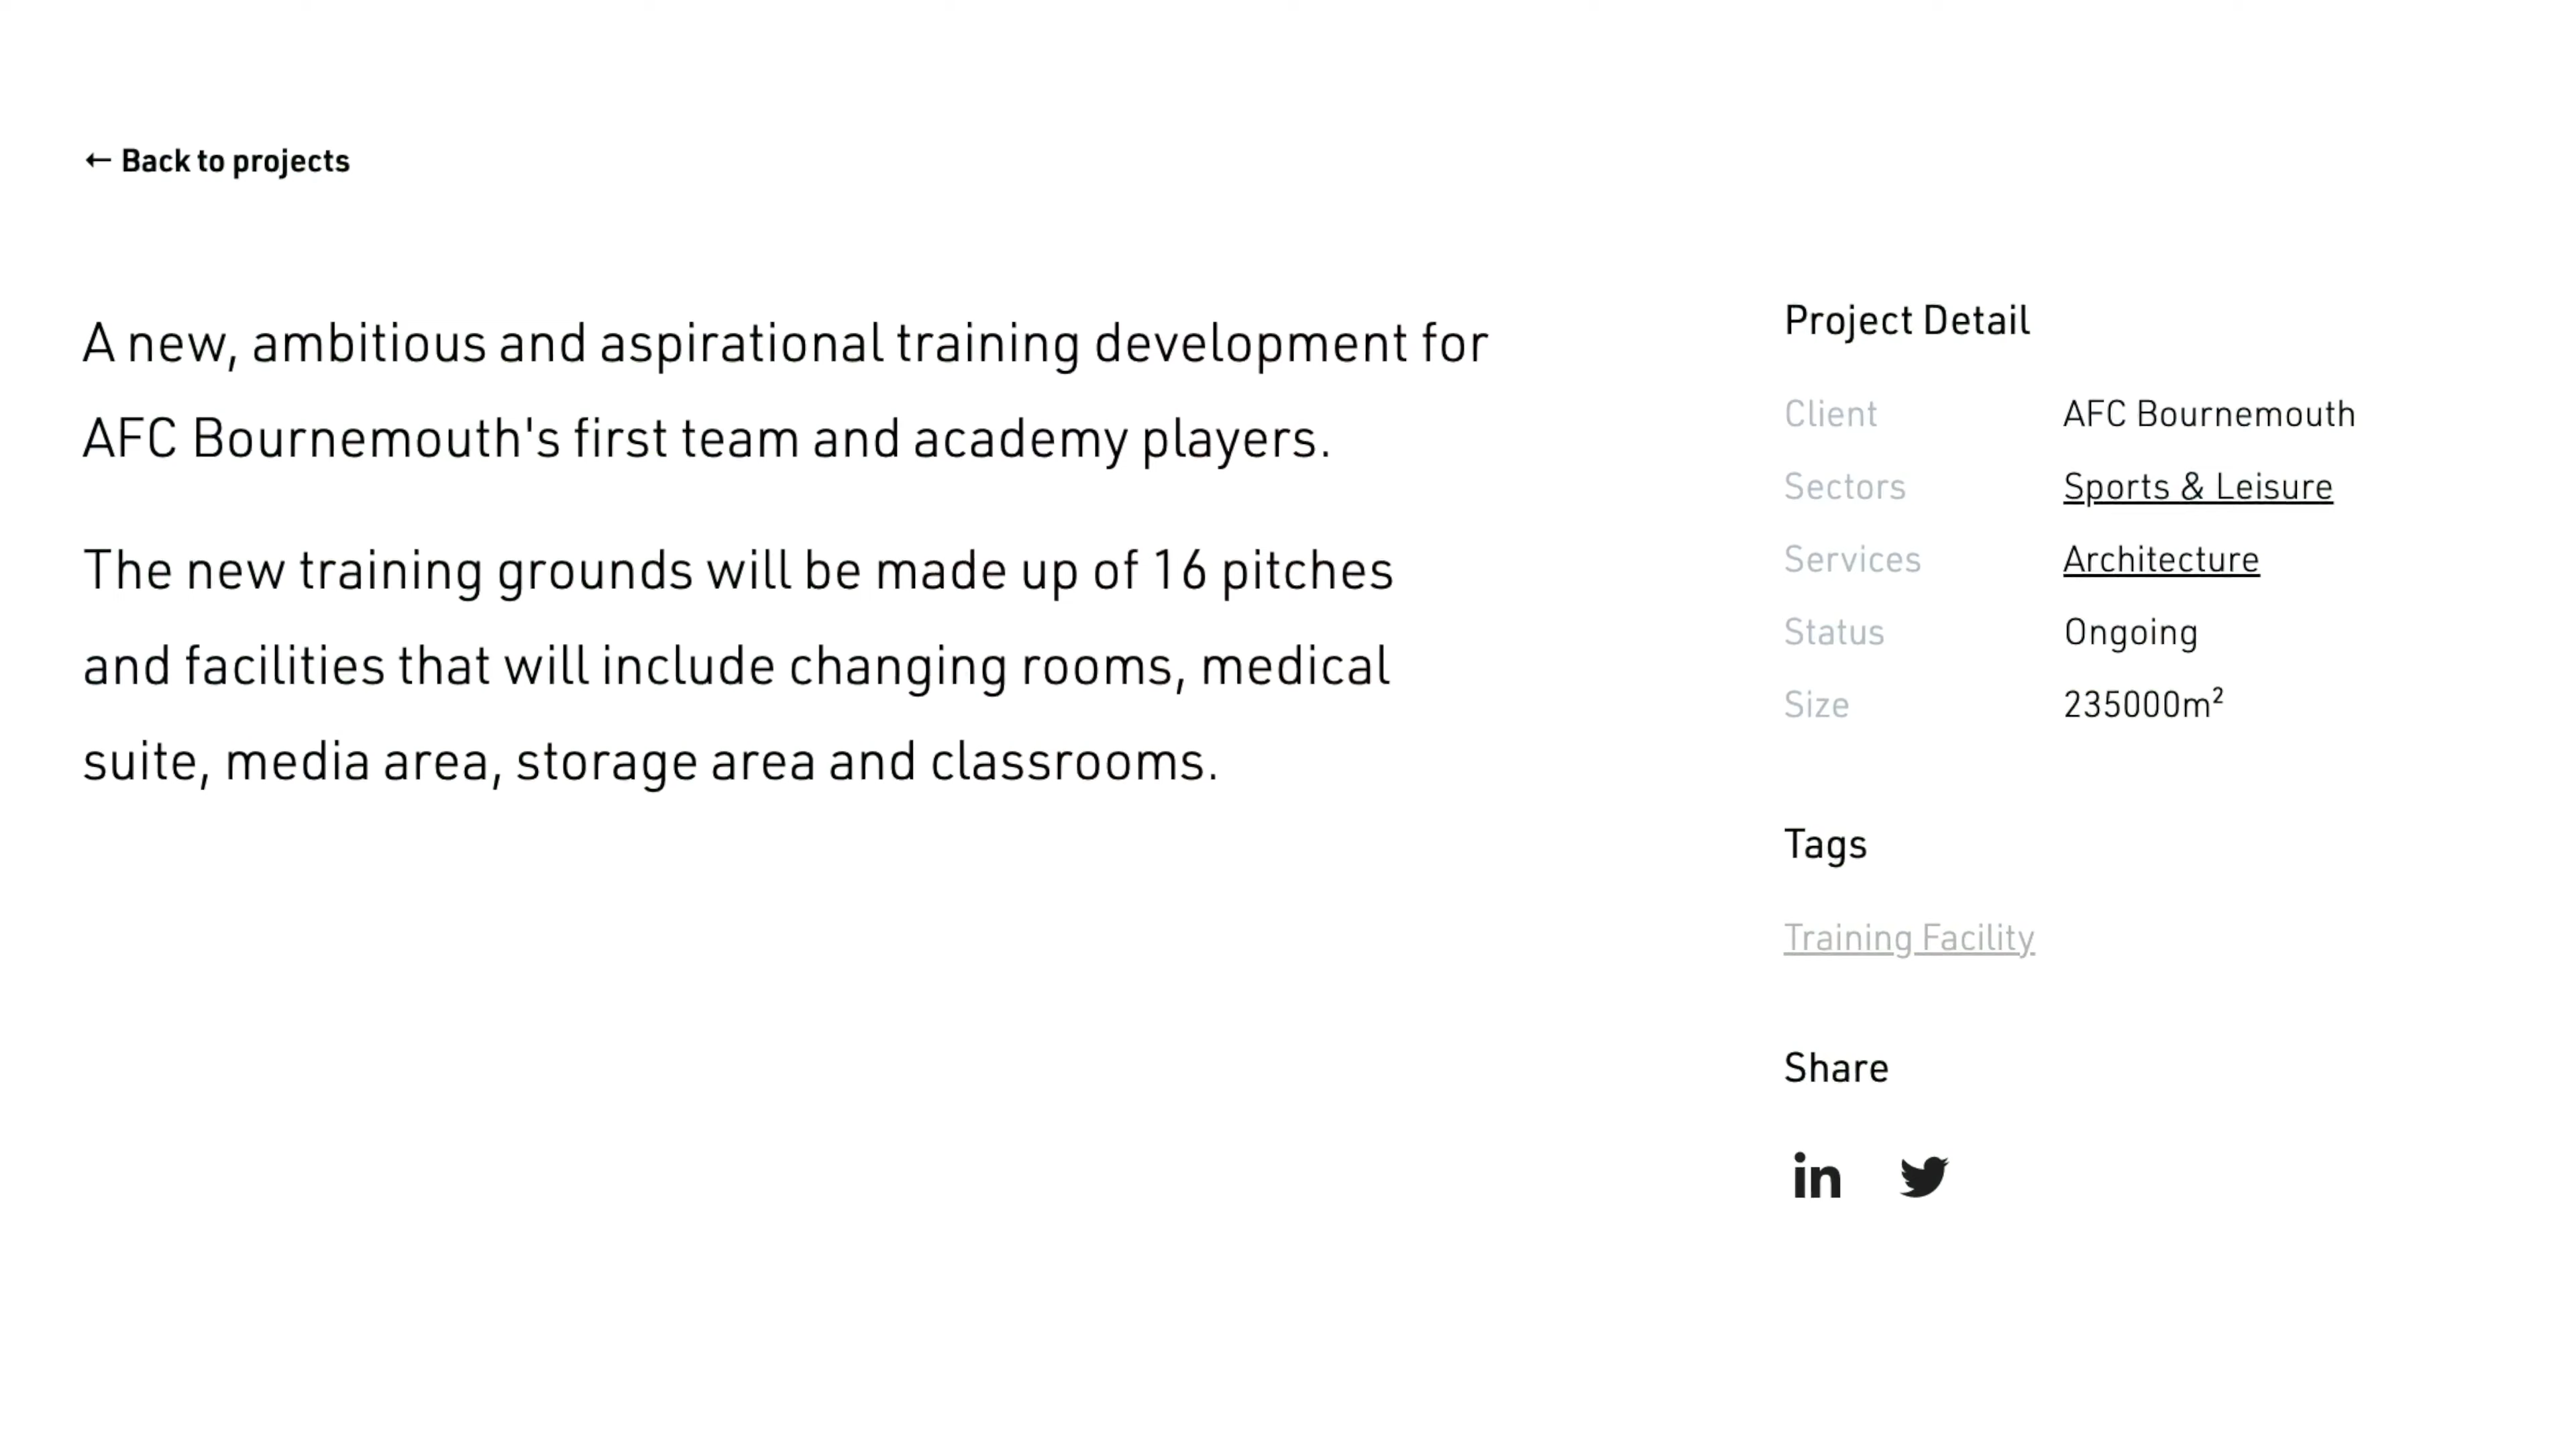 ← Back to projects
A new, ambitious and aspirational training development for
AFC Bournemouth's first team and academy players.
The new training grounds will be made up of 16 pitches
and facilities that will include changing rooms, medical
suite, media area, storage area and classrooms.
Project Detail
Client AFC Bournemouth
Sectors Sports & Leisure
Services Architecture
Status Ongoing
Size 235000m²
Tags
Training Facility
Share
in